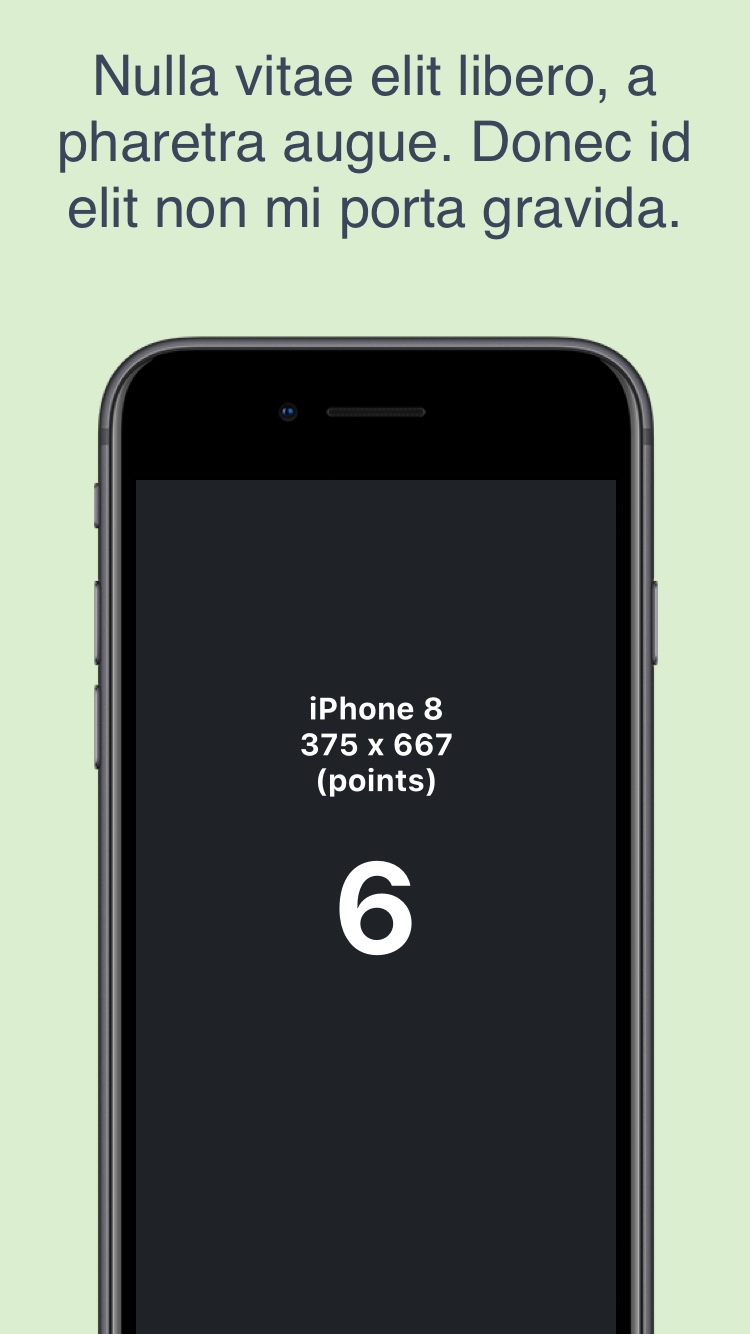 Nulla vitae elit libero, a
pharetra augue. Donec id
elit non mi porta gravida.
iPhone 8
375 x 667
(points)
6